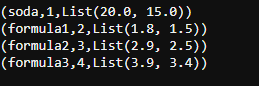 (soda,1,List(20.0, 15.0))
(formula1,2,List(1.8, 1.5))
(formula2,3,List(2.9, 2.5))
(formula3,4,List(3.9, 3.4))